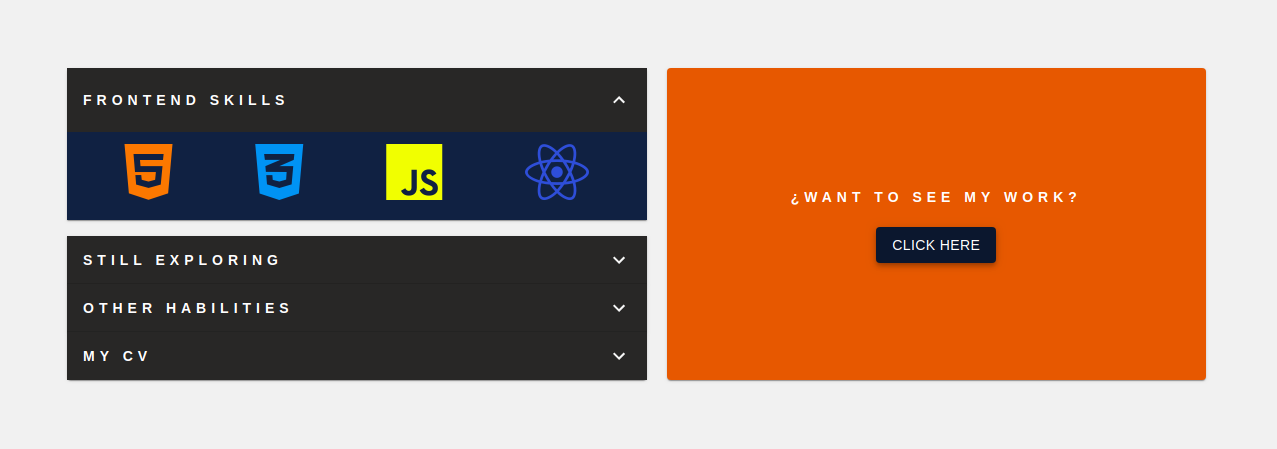 FRONTEND SKILLS
5
3
JS
STILL EXPLORING
OTHER HABILITIES
MY CV
¿WANT TO SEE MY WORK?
CLICK HERE